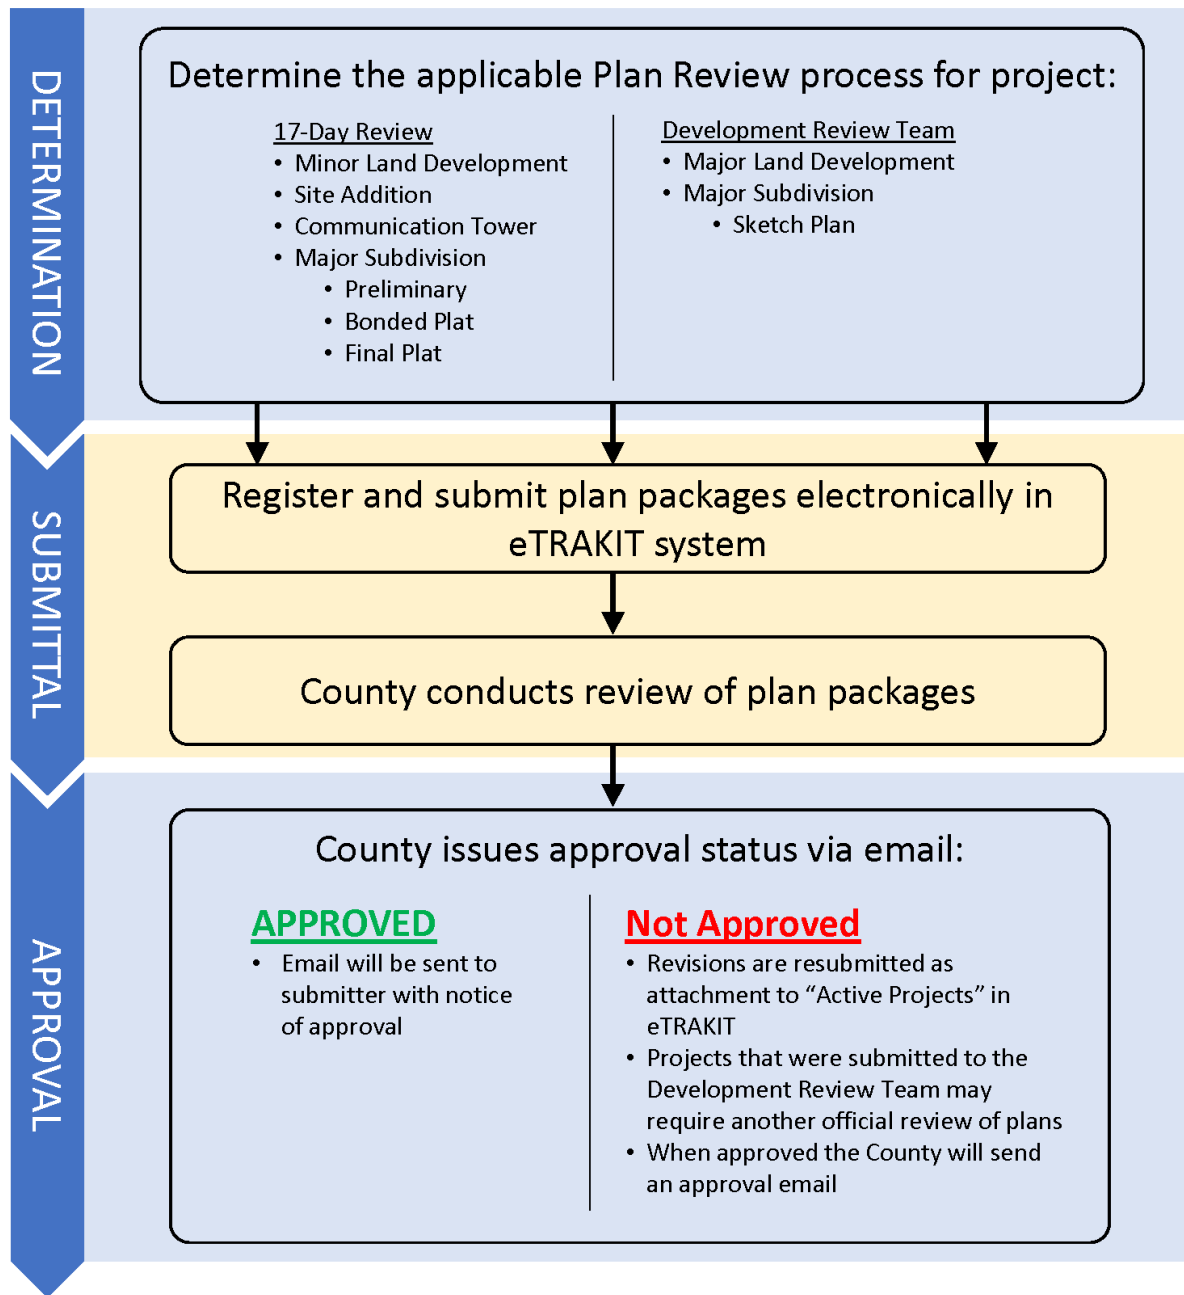 DETERMINATION
Determine the applicable Plan Review process for project:
17-Day Review
• Minor Land Development
• Site Addition
• Communication Tower
• Major Subdivision
• Preliminary
• Bonded Plat
• Final Plat
Development Review Team
• Major Land Development
• Major Subdivision
• Sketch Plan
SUBMITTAL
Register and submit plan packages electronically in
eTRAKIT system
County conducts review of plan packages
APPROVAL
County issues approval status via email:
APPROVED
• Email will be sent to
submitter with notice
of approval
Not Approved
• Revisions are resubmitted as
attachment to “Active Projects” in
eTRAKIT
• Projects that were submitted to the
Development Review Team may
require another official review of plans
• When approved the County will send
an approval email